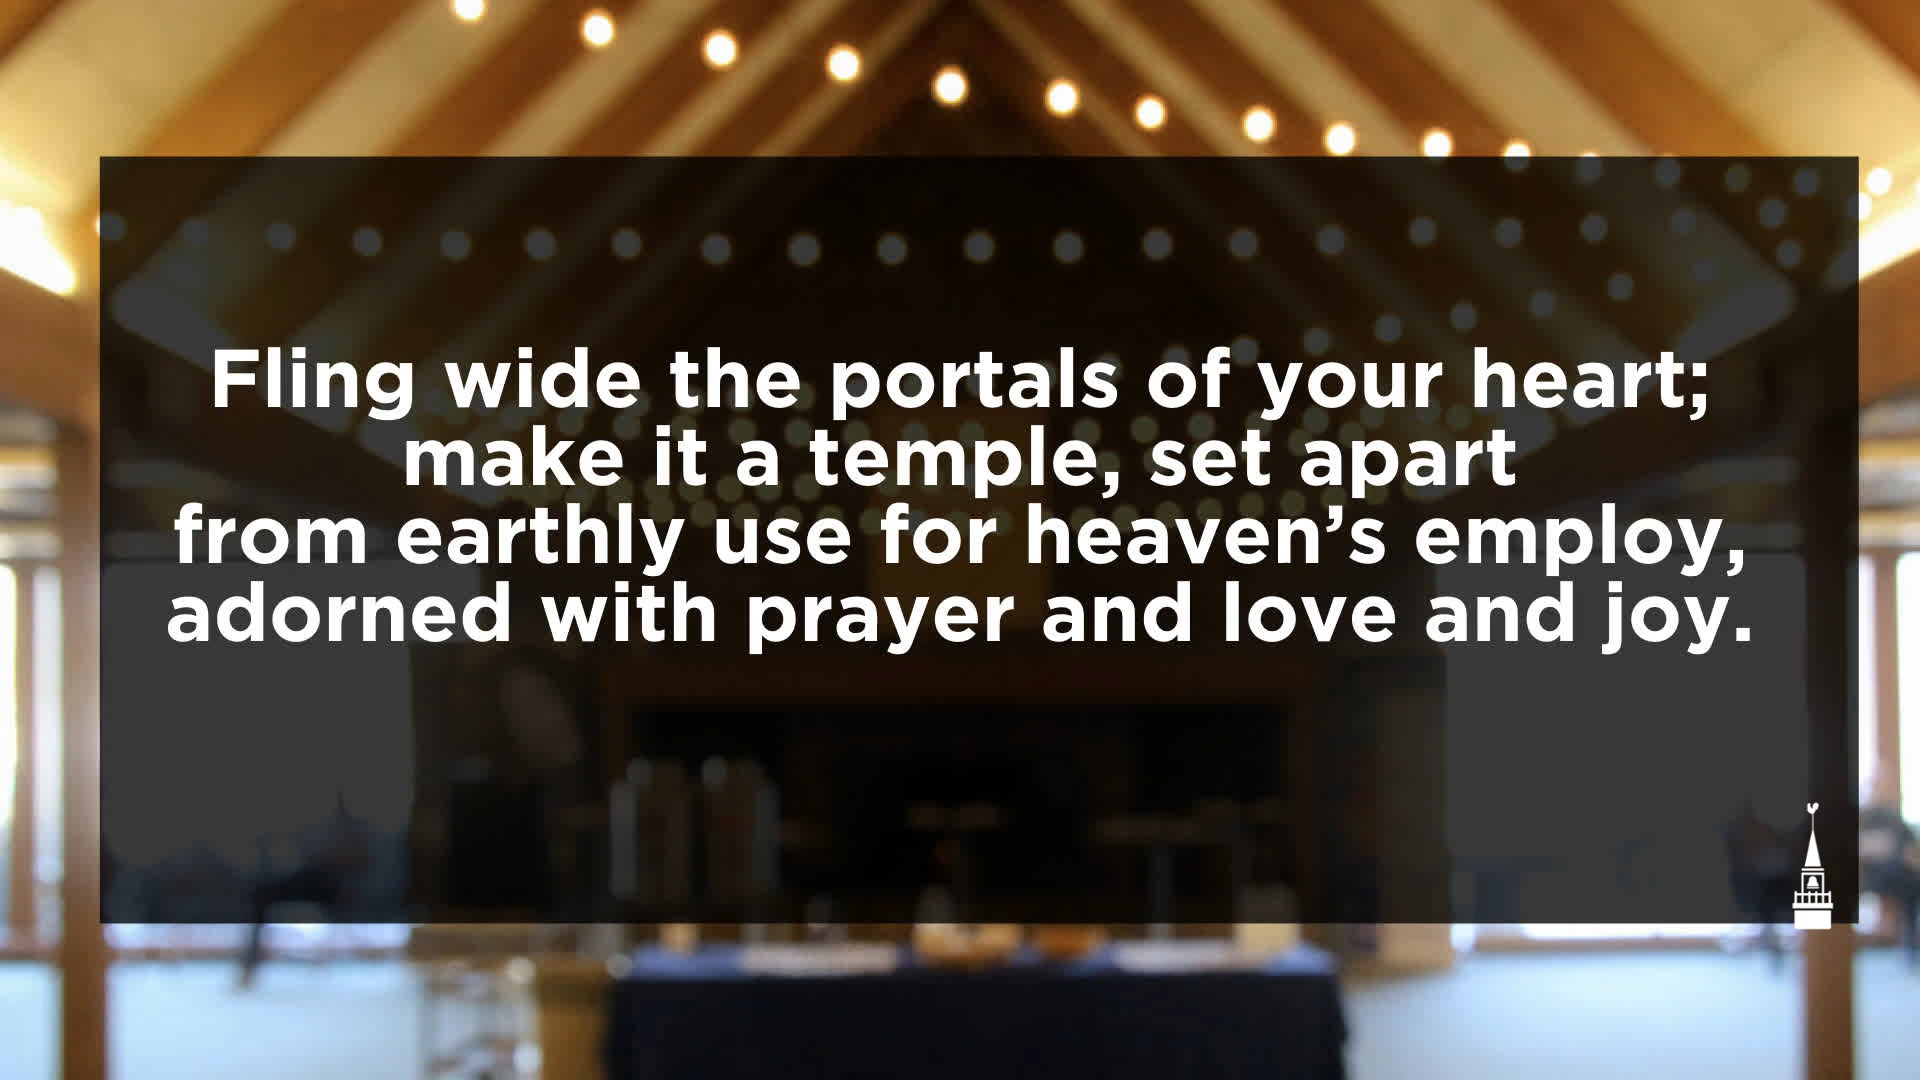 Fling wide the portals of your heart;
make it a temple, set apart
from earthly use for heaven’s employ,
adorned with prayer and love and joy.